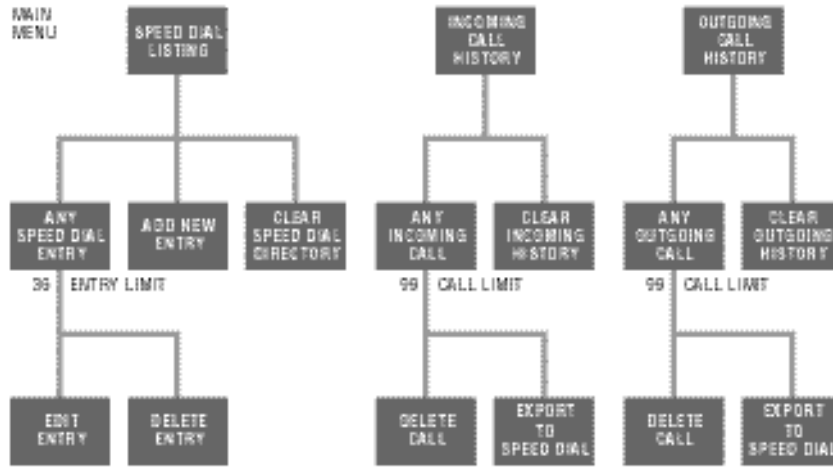 MAIN
MENU
SPEED DIAL
LISTING
INCOMING
CALL
HISTORY
OUTGOING
CALL
HISTORY
ANY
SPEED DIAL
ENTRY
ADD NEW
ENTRY
CLEAR
SPEED DIAL
DIRECTORY
ANY
INCOMING
CALL
CLEAR
INCOMING
HISTORY
ANY
OUTGOING
CALL
CLEAR
OUTGOING
HISTORY
36 ENTRY LIMIT
99 CALL LIMIT
99 CALL LIMIT
EDIT
ENTRY
DELETE
ENTRY
DELETE
CALL
EXPORT
TO
SPEED DIAL
DELETE
CALL
EXPORT
TO
SPEED DIAL